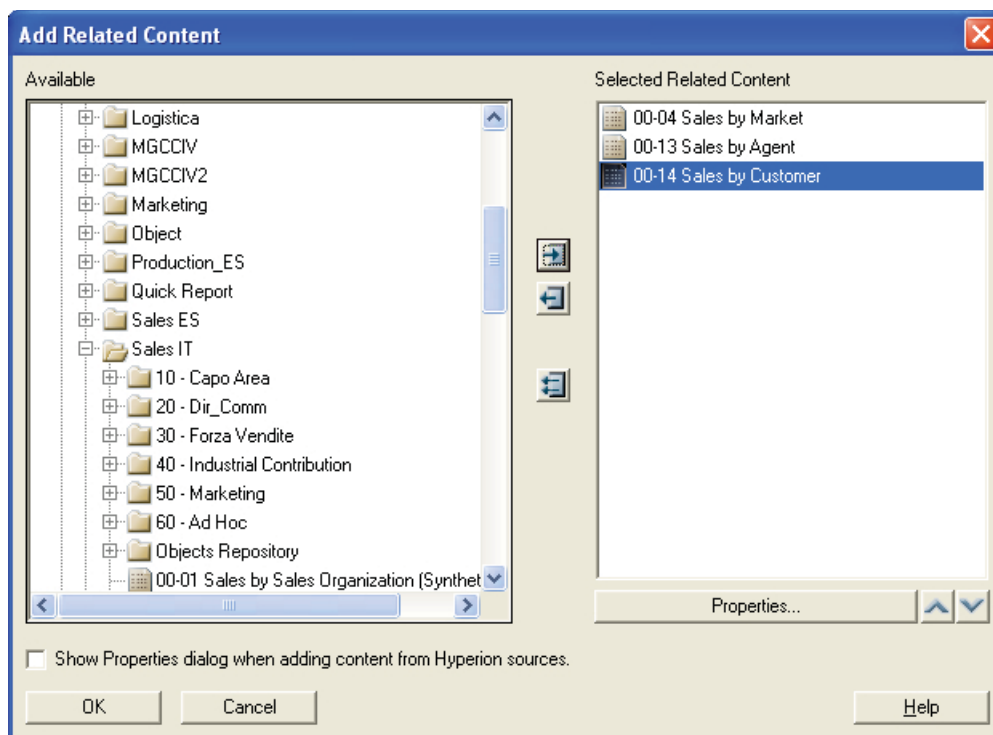 Add Related Content
Available
Logistica
MGCCIV
MGCCIV2
Marketing
Object
Production_ES
Quick Report
Sales ES
Sales IT
10 - Capo Area
20 - Dir_Comm
30 - Forza Vendite
40 - Industrial Contribution
50 - Marketing
60 - Ad Hoc
Objects Repository
00-01 Sales by Sales Organization (Synthet
Selected Related Content
00-04 Sales by Market
00-13 Sales by Agent
00-14 Sales by Customer
Properties...
Show Properties dialog when adding content from Hyperion sources.
OK
Cancel
Help